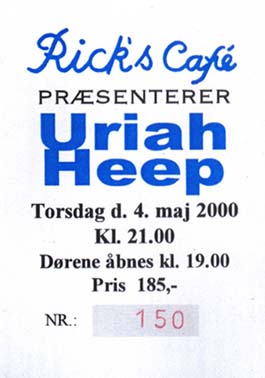 Rick's Café
PRÆSENTERER
Uriah
Heep
Torsdag d. 4. maj 2000
Kl. 21.00
Dørene åbnes kl. 19.00
Pris 185,-
NR.: 150